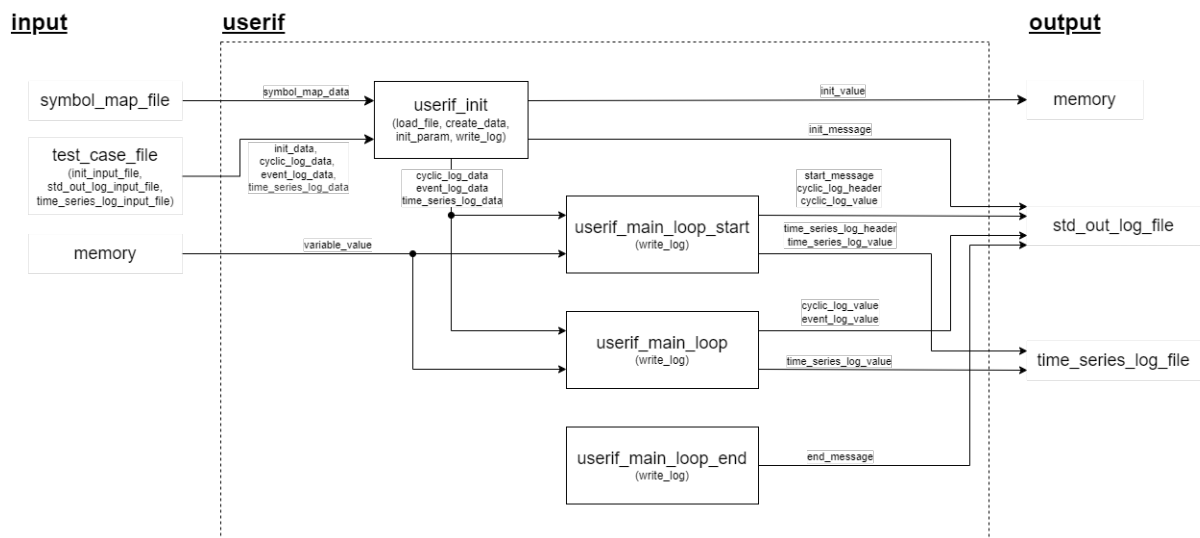 input
userif
output
symbol_map_file
symbol_map_data
userif_init
(load_file, create_data,
init_param, write_log)
init_value
memory
init_message
test_case_file
(init_input_file,
std_out_log_input_file,
time_series_log_input_file)
init_data,
cyclic_log_data,
event_log_data,
time_series_log_data
cyclic_log_data
event_log_data
time_series_log_data
start_message
cyclic_log_header
cyclic_log_value
userif_main_loop_start
(write_log)
time_series_log_header
time_series_log_value
std_out_log_file
memory
variable_value
cyclic_log_value
event_log_value
userif_main_loop
(write_log)
time_series_log_value
time_series_log_file
userif_main_loop_end
(write_log)
end_message